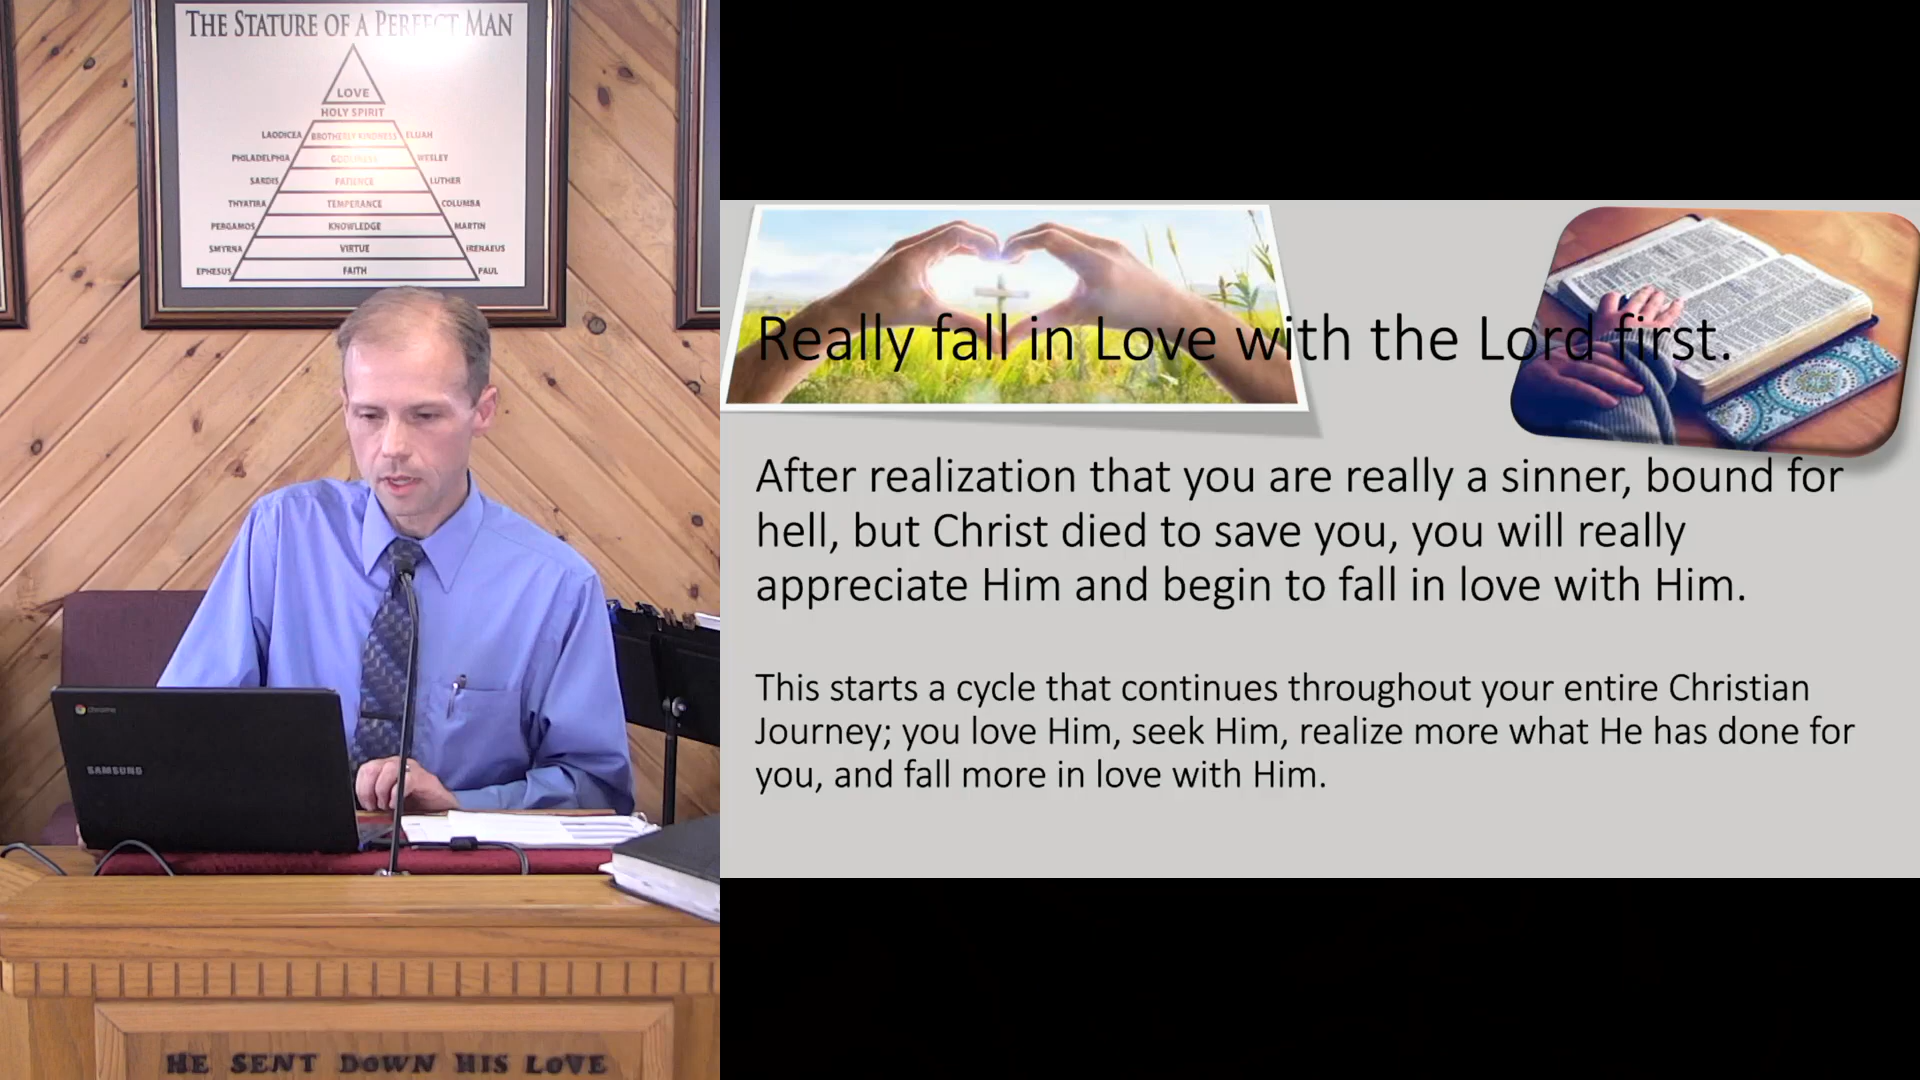 THE STATURE OF A PERFECT MAN
LOVE
HOLY SPIRIT
LAODICEA BROTHERLY KINDNESS ELIJAH
PHILADELPHIA GODLINESS WESLEY
SARDIS PATIENCE LUTHER
THYATIRA TEMPERANCE COLUMBA
PERGAMOS KNOWLEDGE MARTIN
SMYRNA VIRTUE IRENAEUS
EPHESUS FAITH PAUL
chrome
SAMSUNG
HE SENT DOWN HIS LOVE
Really fall in Love with the Lord first.
After realization that you are really a sinner, bound for
hell, but Christ died to save you, you will really
appreciate Him and begin to fall in love with Him.
This starts a cycle that continues throughout your entire Christian
Journey; you love Him, seek Him, realize more what He has done for
you, and fall more in love with Him.